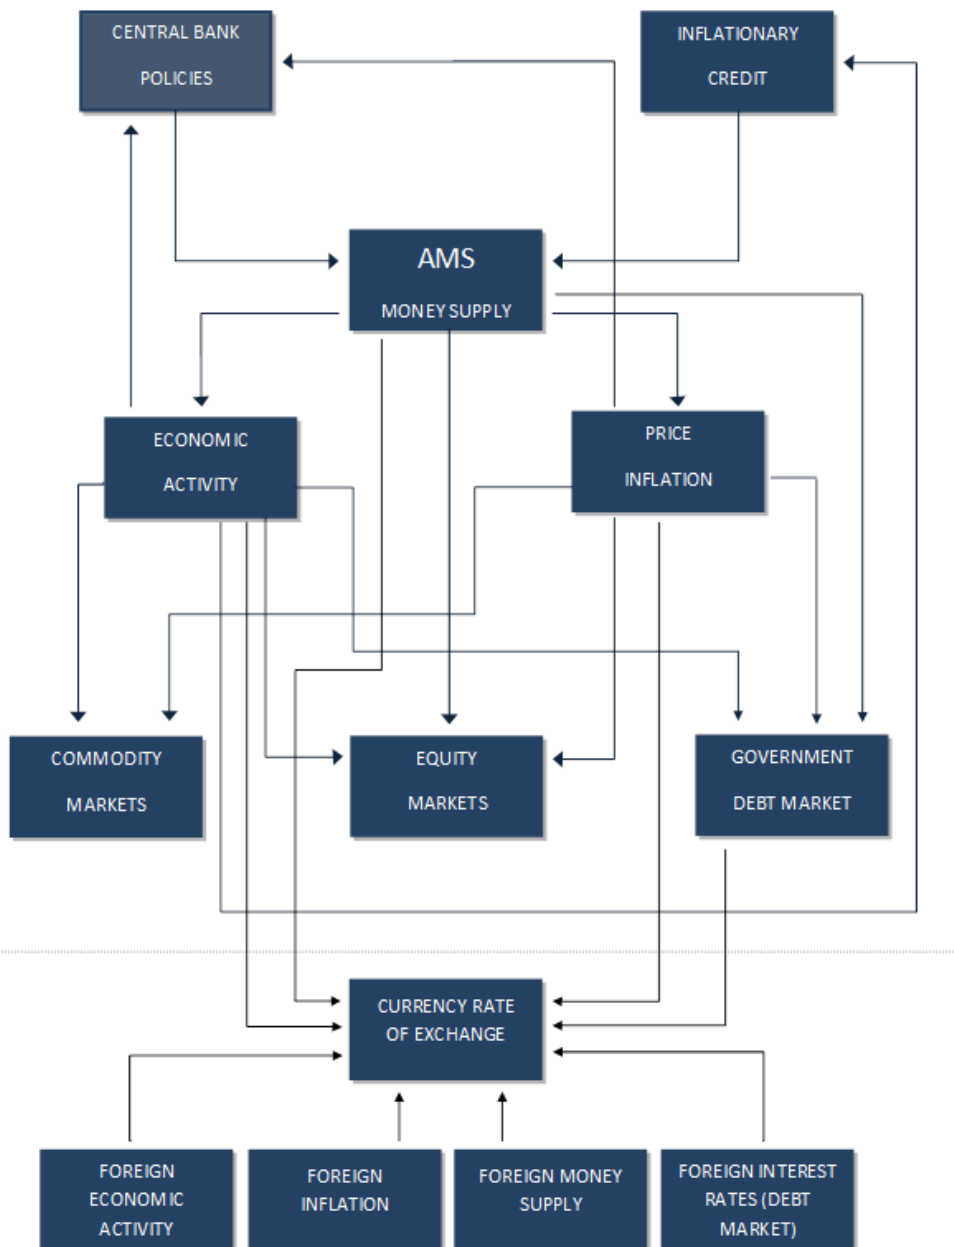 CENTRAL BANK
POLICIES
INFLATIONARY
CREDIT
AMS
MONEY SUPPLY
ECONOMIC
ACTIVITY
PRICE
INFLATION
COMMODITY
MARKETS
EQUITY
MARKETS
GOVERNMENT
DEBT MARKET
CURRENCY RATE
OF EXCHANGE
FOREIGN
ECONOMIC
ACTIVITY
FOREIGN
INFLATION
FOREIGN MONEY
SUPPLY
FOREIGN INTEREST
RATES (DEBT
MARKET)